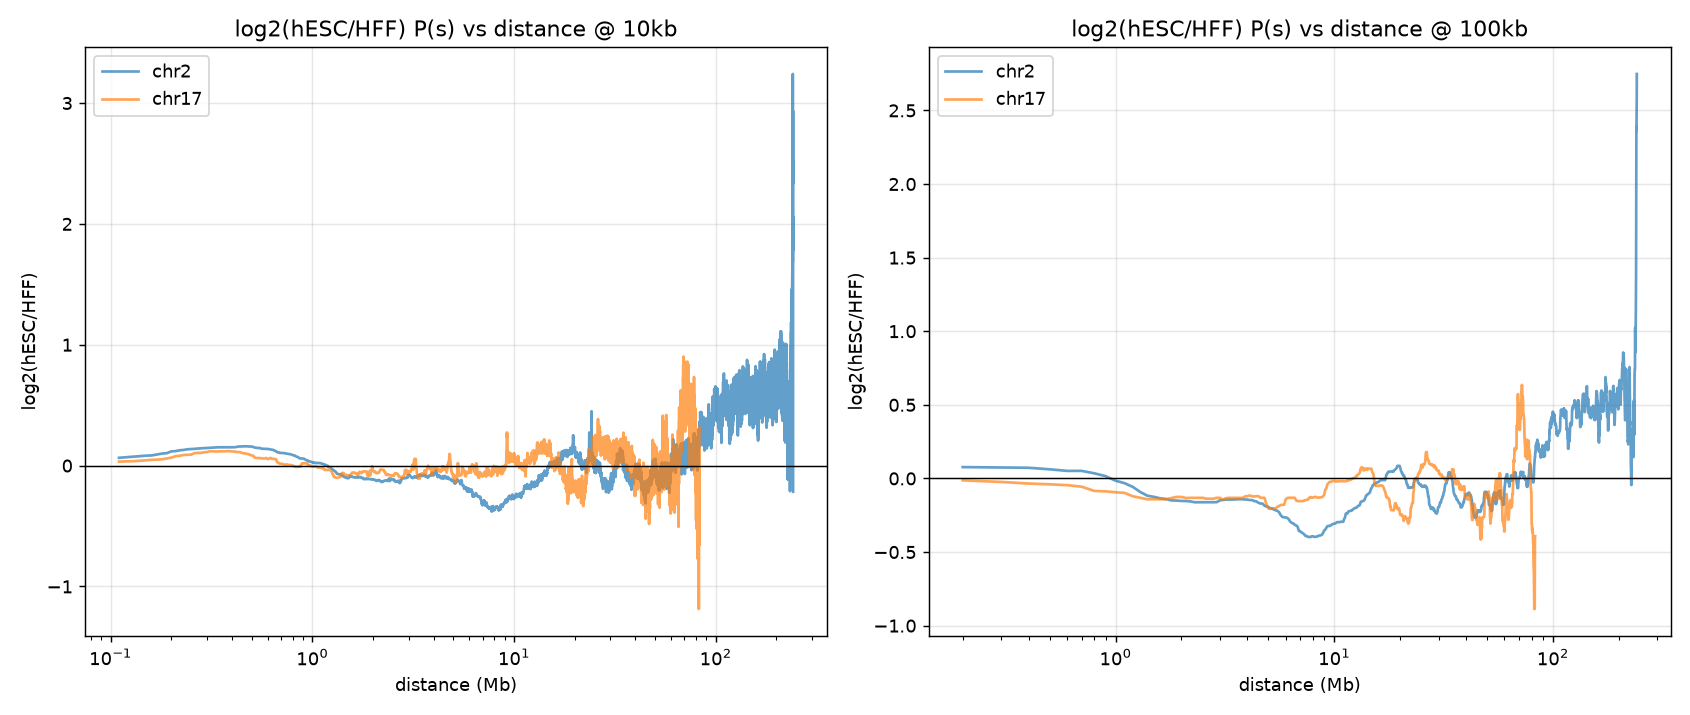 log2(hESC/HFF) P(s) vs distance @ 10kb
chr2
chr17
log2(hESC/HFF)
3
2
1
0
−1
10⁻¹
10⁰
10¹
10²
distance (Mb)
log2(hESC/HFF) P(s) vs distance @ 100kb
chr2
chr17
log2(hESC/HFF)
2.5
2.0
1.5
1.0
0.5
0.0
−0.5
−1.0
10⁰
10¹
10²
distance (Mb)